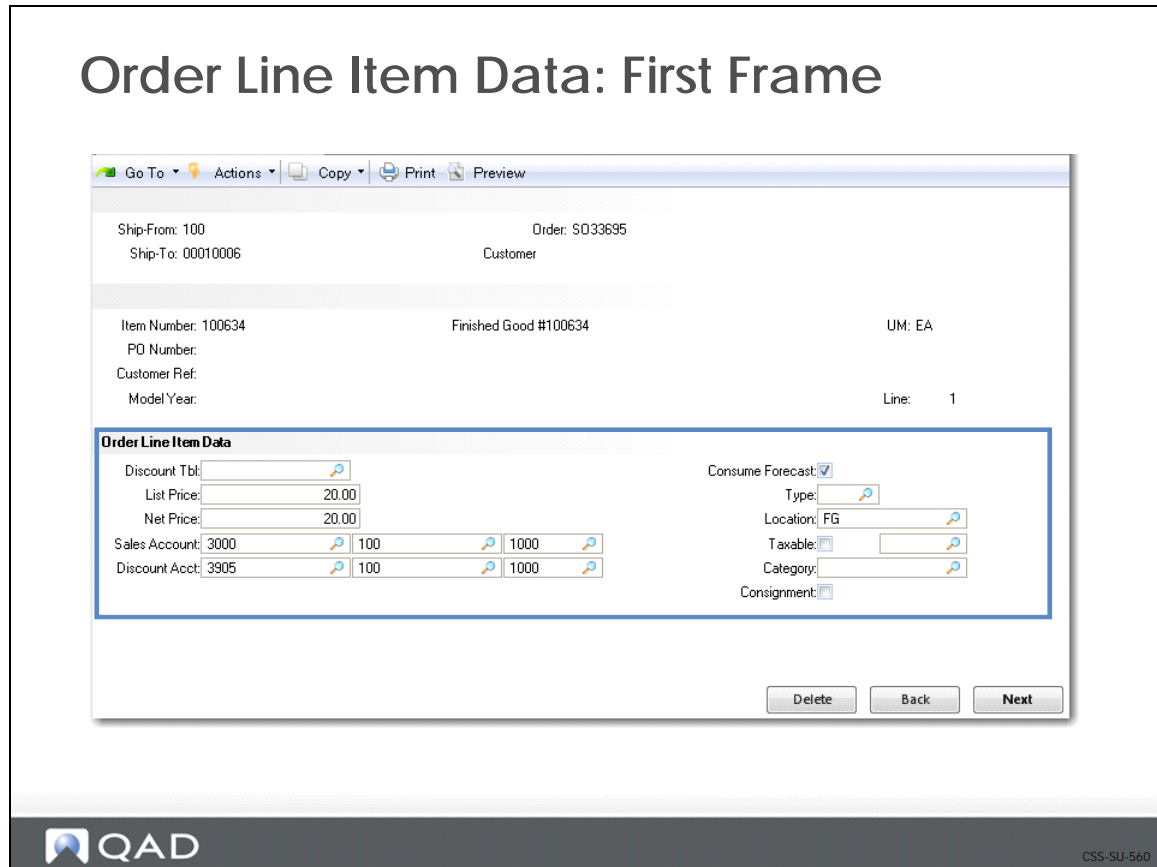 Order Line Item Data: First Frame
Go To Actions Copy Print Preview
Ship-From: 100 Order: SO33695
Ship-To: 00010006 Customer
Item Number: 100634 Finished Good #100634 UM: EA
PO Number:
Customer Ref:
Model Year: Line: 1
Order Line Item Data
Discount Tbl: Consume Forecast:
List Price: 20.00 Type:
Net Price: 20.00 Location: FG
Sales Account: 3000 100 1000 Taxable:
Discount Acct: 3905 100 1000 Category:
Consignment:
Delete Back Next
QAD
CSS-SU-560